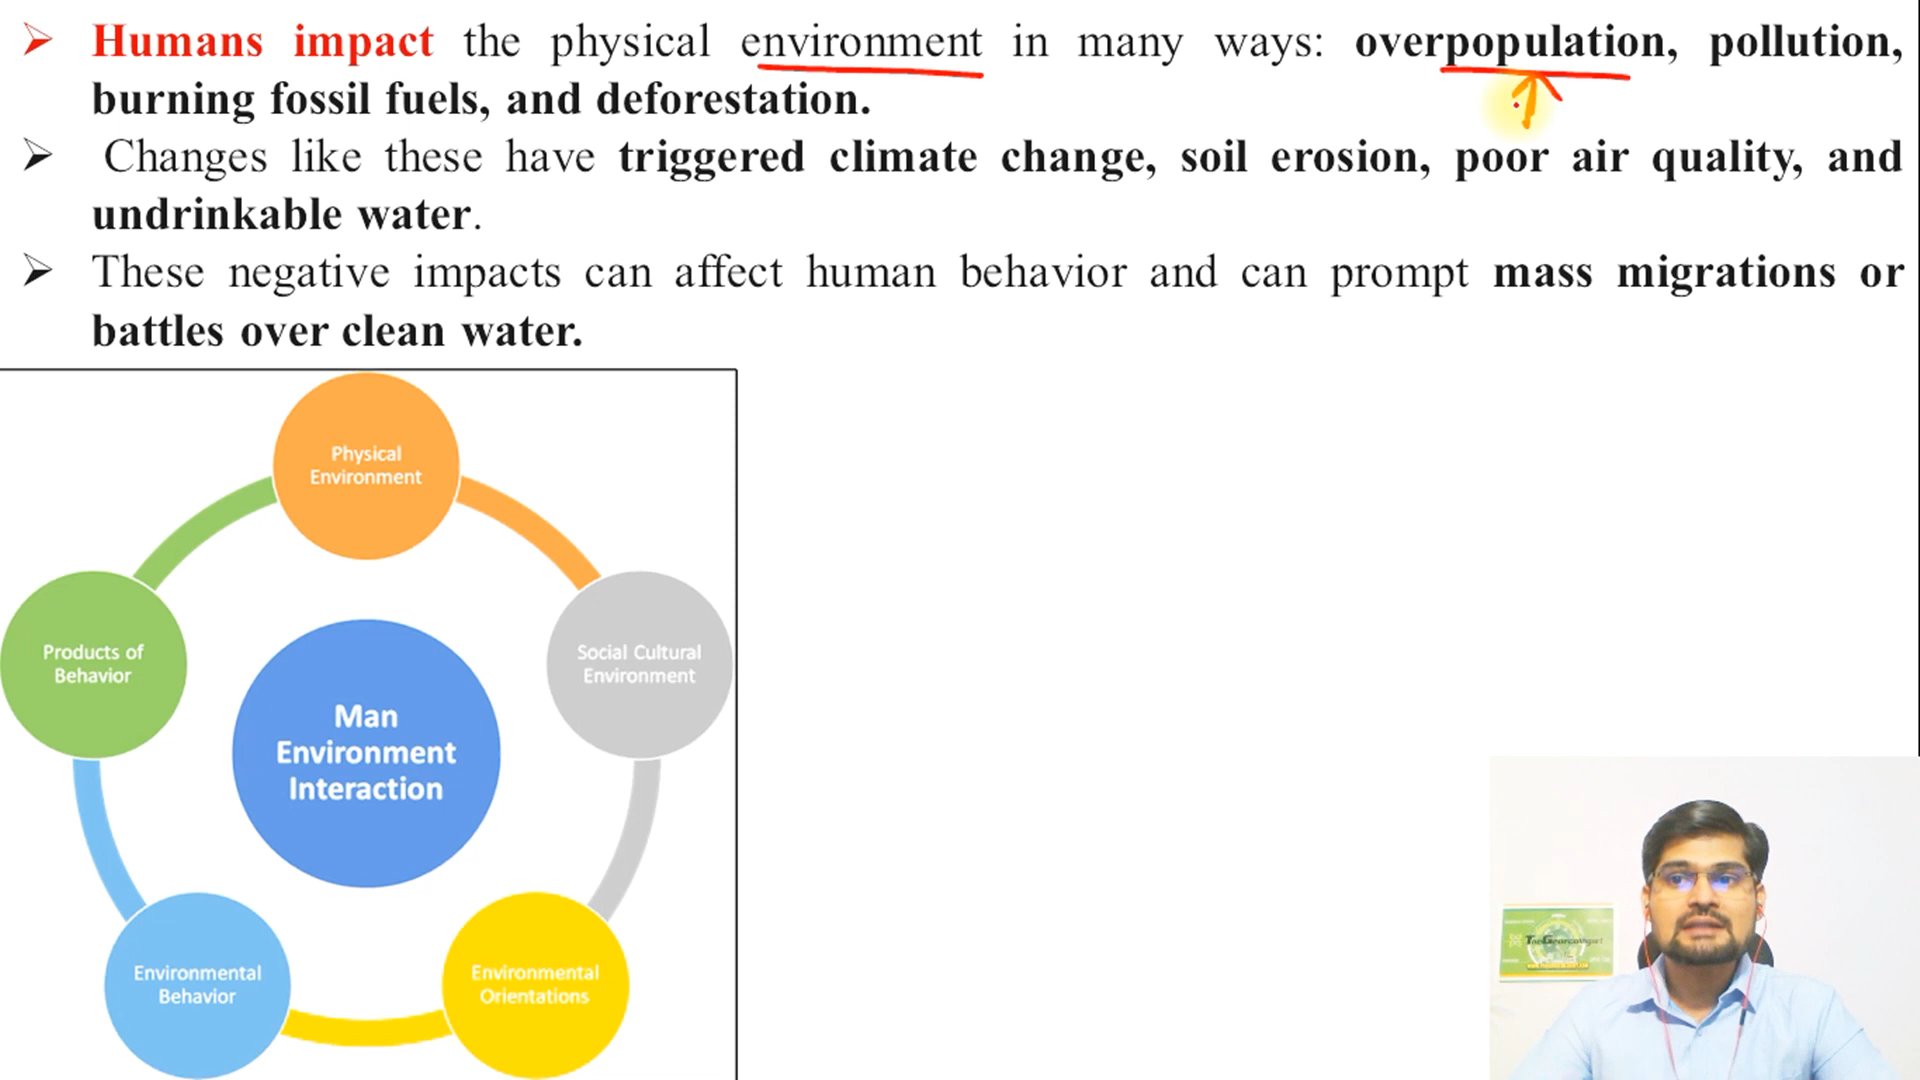 Humans impact the physical environment in many ways: overpopulation, pollution,
burning fossil fuels, and deforestation.
Changes like these have triggered climate change, soil erosion, poor air quality, and
undrinkable water.
These negative impacts can affect human behavior and can prompt mass migrations or
battles over clean water.
Physical
Environment
Products of
Behavior
Social Cultural
Environment
Man
Environment
Interaction
Environmental
Behavior
Environmental
Orientations